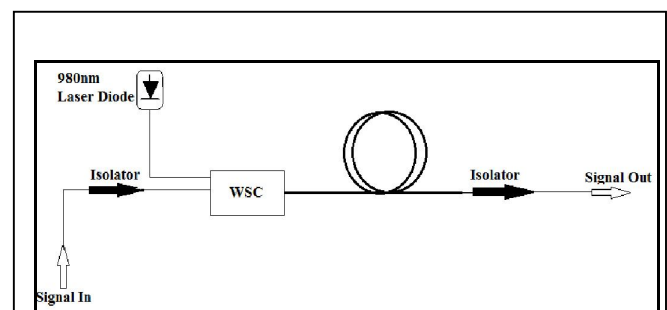 980nm
Laser Diode
Isolator
WSC
Isolator
Signal Out
Signal In